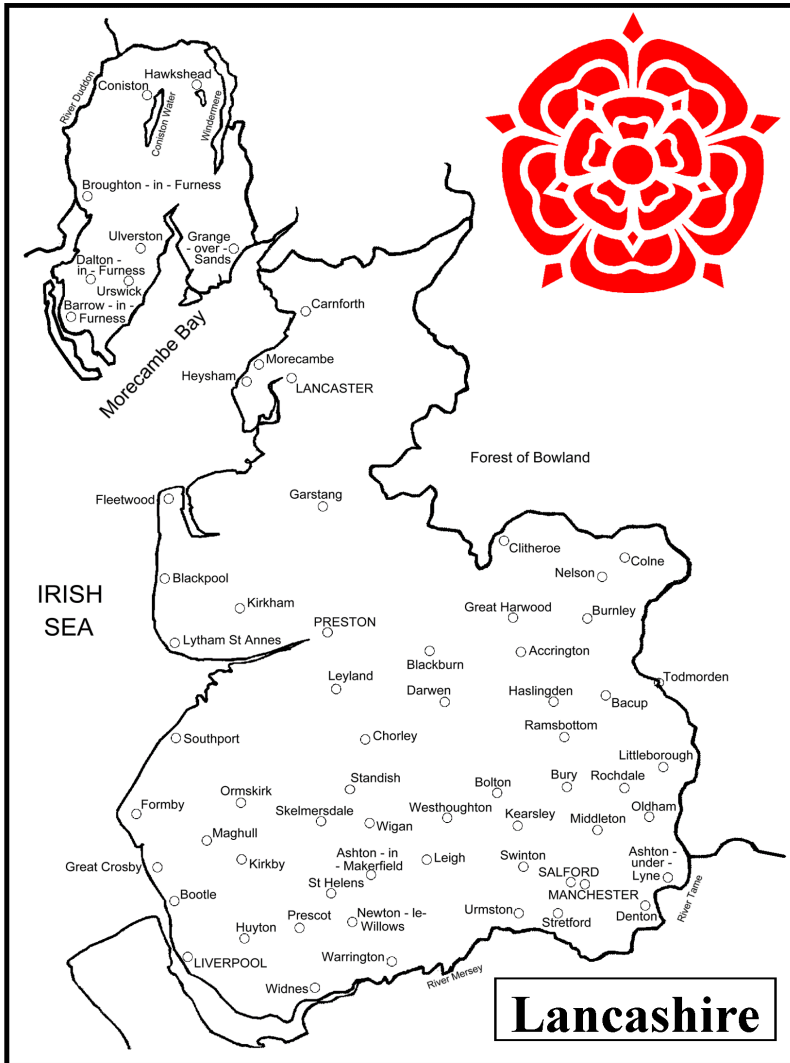 Hawkshead
Coniston
River Duddon
Coniston Water
Windermere
Broughton - in - Furness
Ulverston
Grange
- over -
Sands
Dalton -
in - Furness
Urswick
Barrow - in -
Furness
Morecambe Bay
Carnforth
Morecambe
Heysham
LANCASTER
Forest of Bowland
Fleetwood
Garstang
Clitheroe
Colne
Nelson
Blackpool
IRISH
SEA
Kirkham
Great Harwood
Burnley
PRESTON
Lytham St Annes
Blackburn
Accrington
Todmorden
Leyland
Darwen
Haslingden
Bacup
Southport
Chorley
Ramsbottom
Littleborough
Standish
Bolton
Bury
Rochdale
Ormskirk
Formby
Skelmersdale
Wigan
Westhoughton
Kearsley
Middleton
Oldham
Maghull
Great Crosby
Kirkby
Ashton - in
- Makerfield
Leigh
Swinton
SALFORD
MANCHESTER
Ashton -
under -
Lyne
St Helens
Bootle
Prescot
Newton - le-
Willows
Urmston
Stretford
Denton
River Tame
Huyton
LIVERPOOL
Warrington
River Mersey
Widnes
Lancashire